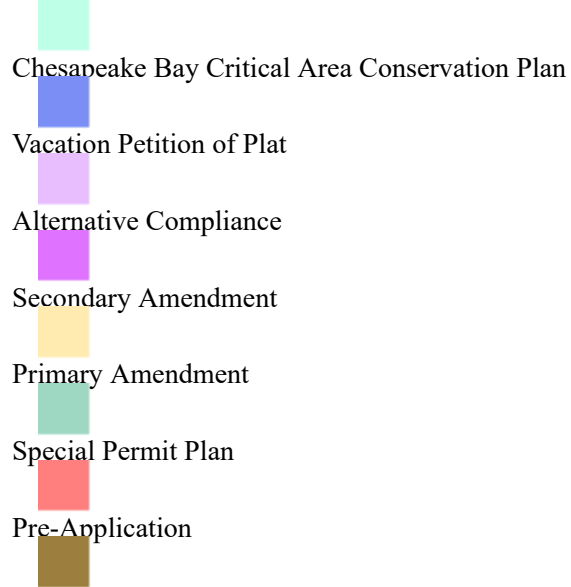 Chesapeake Bay Critical Area Conservation Plan
Vacation Petition of Plat
Alternative Compliance
Secondary Amendment
Primary Amendment
Special Permit Plan
Pre-Application